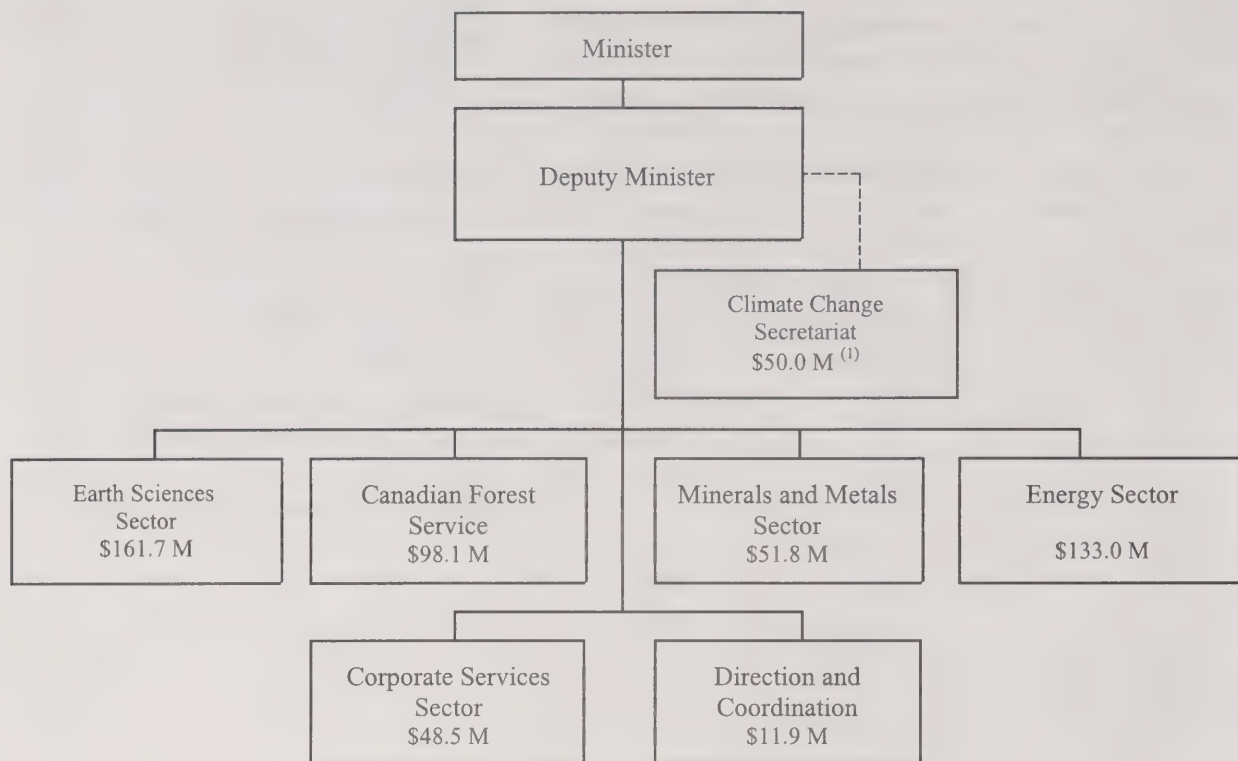 Minister
Deputy Minister
Climate Change
Secretariat
$50.0 M (1)
Earth Sciences
Sector
$161.7 M
Canadian Forest
Service
$98.1 M
Minerals and Metals
Sector
$51.8 M
Energy Sector
$133.0 M
Corporate Services
Sector
$48.5 M
Direction and
Coordination
$11.9 M